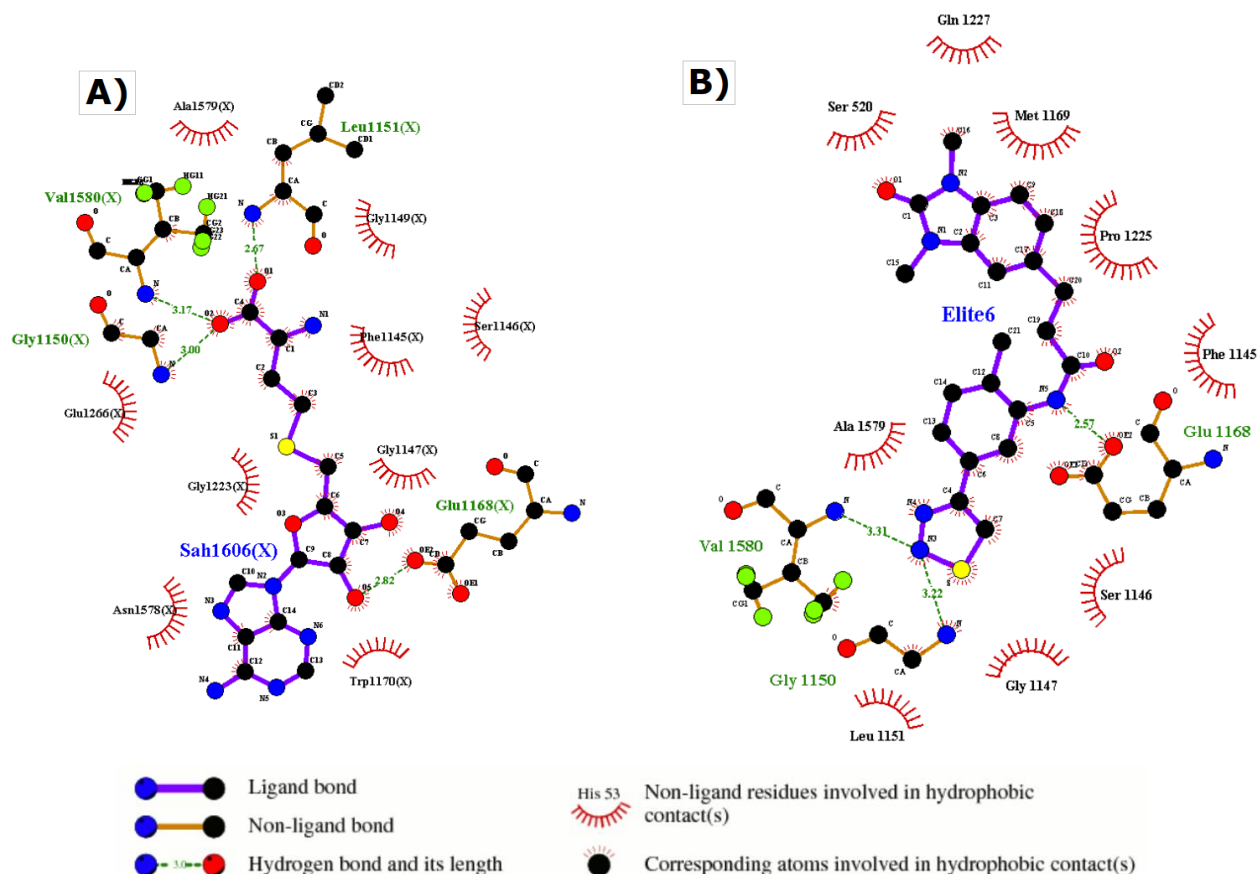 A)
Ala1579(X)
CD2
CG
Leu1151(X)
CD1
CB
CA
N
C
O
Val1580(X)
HG11
HG21
CG2
CB
O
C
CA
N
Gly1149(X)
2.67
O1
C4
O2
N1
C1
3.17
3.00
O
C
CA
N
Gly1150(X)
Phe1145(X)
Ser1146(X)
C2
C3
Glu1266(X)
S1
C5
Gly1147(X)
Gly1223(X)
C6
O3
O4
C7
C9
C8
O5
Sah1606(X)
Glu1168(X)
O
C
CA
N
CG
CB
OE2
OE1
2.82
C10
N2
N3
C14
C11
N6
C12
C13
N4
N5
Asn1578(X)
Trp1170(X)
B)
Gln 1227
Ser 520
Met 1169
O1
N2
C1
C3
C9
N1
C2
C15
C11
Pro 1225
Elite6
C21
C19
C10
O2
C12
C14
N5
C13
C5
C8
C6
Phe 1145
2.57
O
C
Glu 1168
N
CA
CB
CG
Ala 1579
C4
N4
C7
N3
S
O
C
N
CA
CB
CG1
3.31
Val 1580
3.22
Ser 1146
O
C
N
CA
Gly 1150
Gly 1147
Leu 1151
Ligand bond
Non-ligand bond
3.0
Hydrogen bond and its length
His 53
Non-ligand residues involved in hydrophobic
contact(s)
Corresponding atoms involved in hydrophobic contact(s)